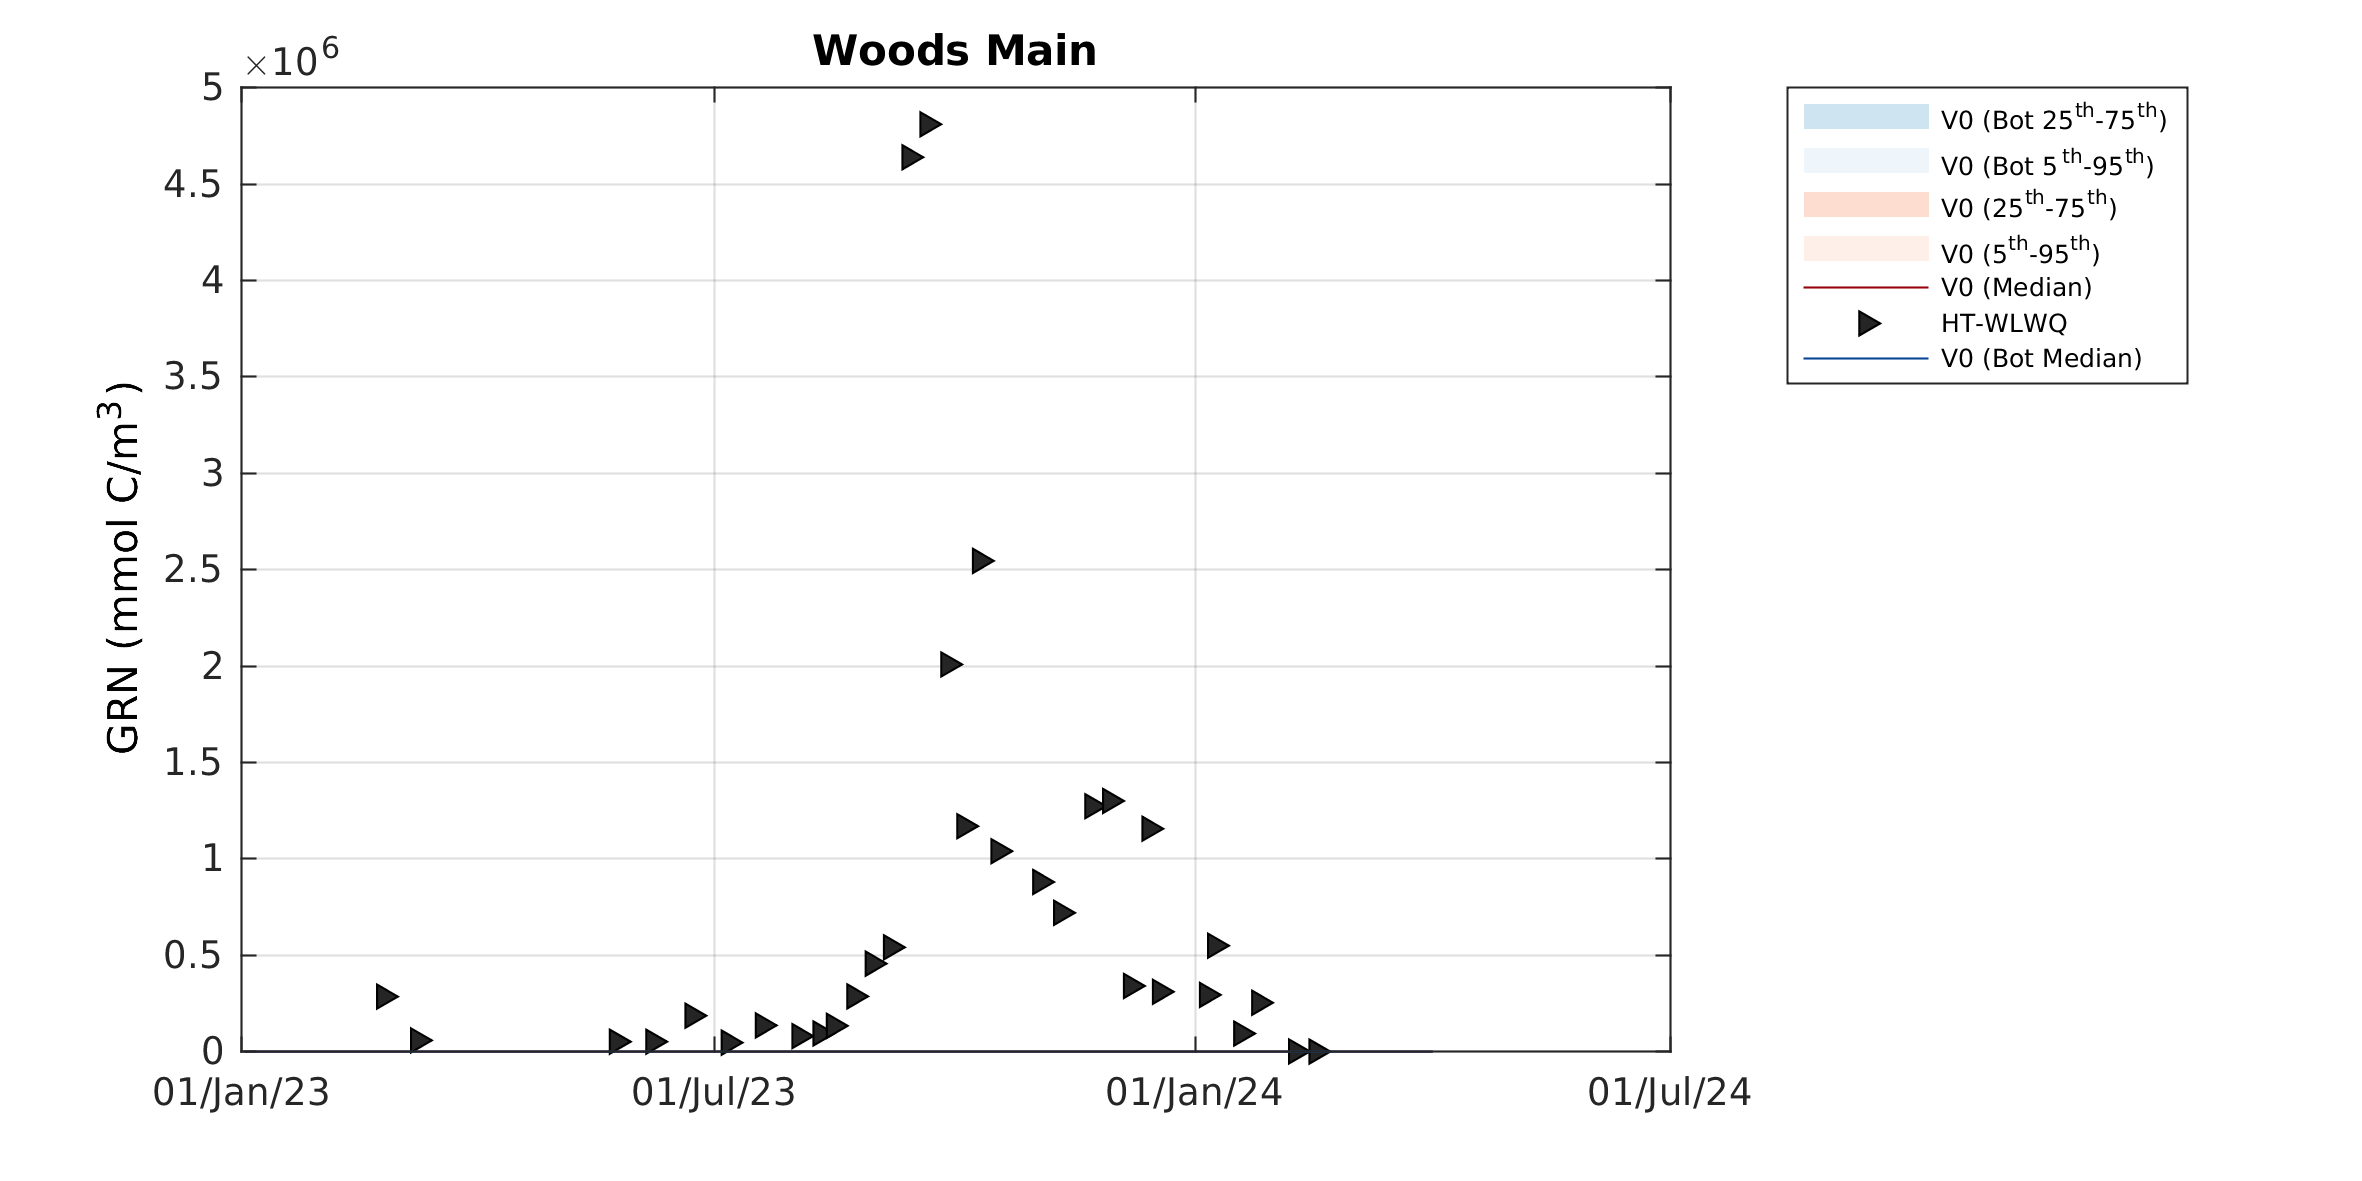 Woods Main
×10^6
5
4.5
4
3.5
3
2.5
2
1.5
1
0.5
0
GRN (mmol C/m^3)
01/Jan/23
01/Jul/23
01/Jan/24
01/Jul/24
V0 (Bot 25^th-75^th)
V0 (Bot 5^th-95^th)
V0 (25^th-75^th)
V0 (5^th-95^th)
V0 (Median)
HT-WLWQ
V0 (Bot Median)